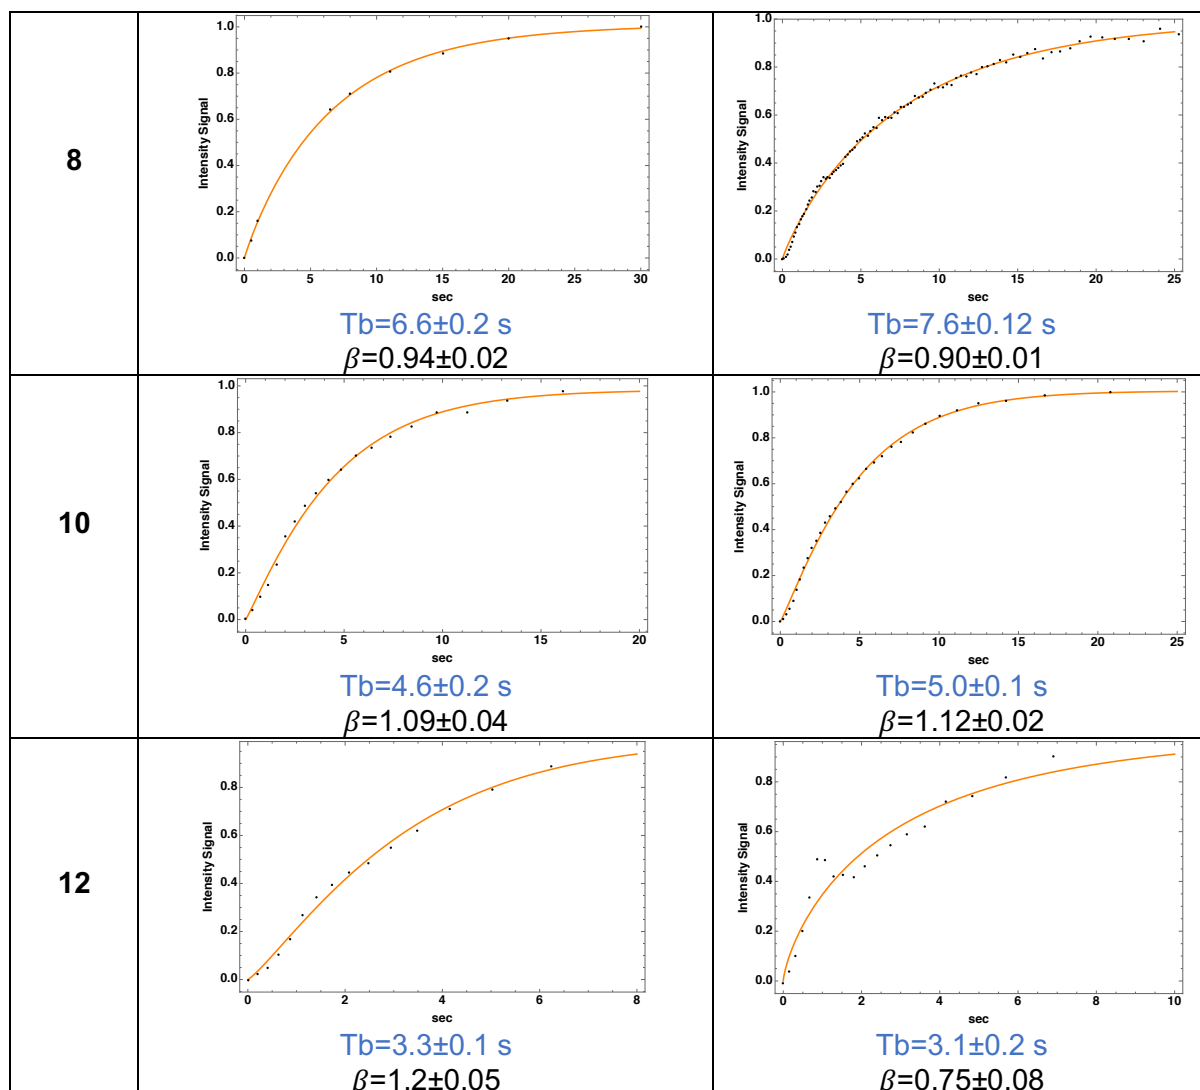 8
Intensity Signal
1.0
0.8
0.6
0.4
0.2
0.0
0 5 10 15 20 25 30
sec
Tb=6.6±0.2 s
β=0.94±0.02
Intensity Signal
1.0
0.8
0.6
0.4
0.2
0.0
0 5 10 15 20 25
sec
Tb=7.6±0.12 s
β=0.90±0.01
10
Intensity Signal
1.0
0.8
0.6
0.4
0.2
0.0
0 5 10 15 20
sec
Tb=4.6±0.2 s
β=1.09±0.04
Intensity Signal
1.0
0.8
0.6
0.4
0.2
0.0
0 5 10 15 20 25
sec
Tb=5.0±0.1 s
β=1.12±0.02
12
Intensity Signal
0.8
0.6
0.4
0.2
0.0
0 2 4 6 8
sec
Tb=3.3±0.1 s
β=1.2±0.05
Intensity Signal
0.8
0.6
0.4
0.2
0.0
0 2 4 6 8 10
sec
Tb=3.1±0.2 s
β=0.75±0.08